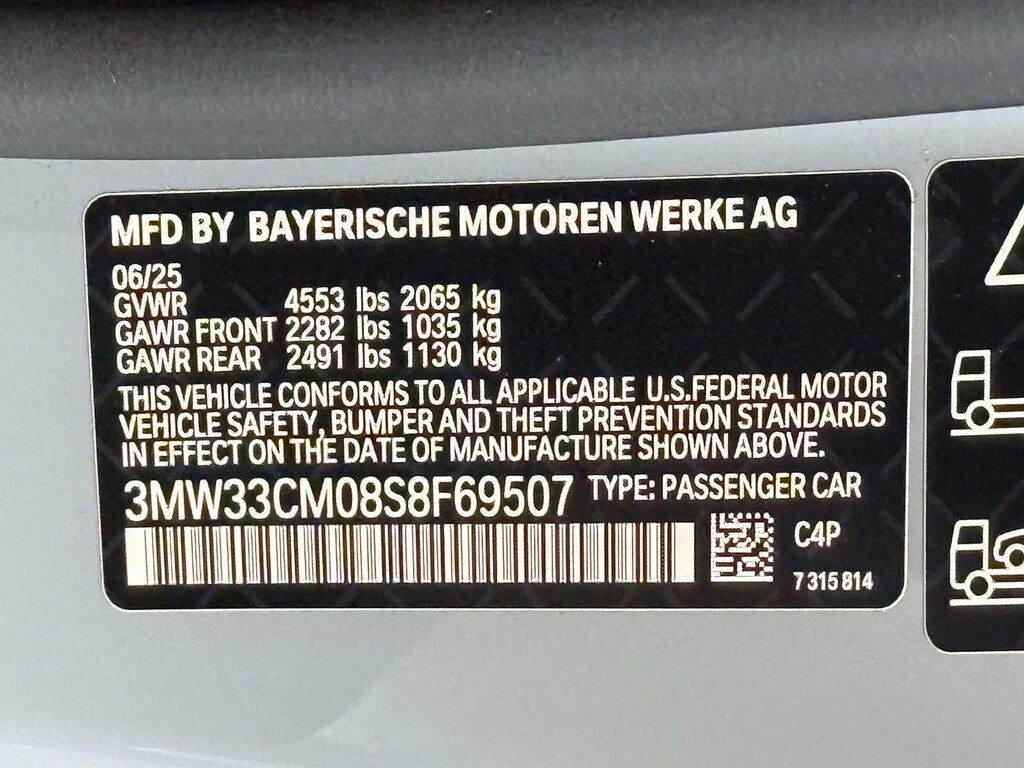 MFD BY BAYERISCHE MOTOREN WERKE AG
06/25
GVWR 4553 lbs 2065 kg
GAWR FRONT 2282 lbs 1035 kg
GAWR REAR 2491 lbs 1130 kg
THIS VEHICLE CONFORMS TO ALL APPLICABLE U.S.FEDERAL MOTOR
VEHICLE SAFETY, BUMPER AND THEFT PREVENTION STANDARDS
IN EFFECT ON THE DATE OF MANUFACTURE SHOWN ABOVE.
3MW33CM08S8F69507 TYPE: PASSENGER CAR
C4P
7 315 814